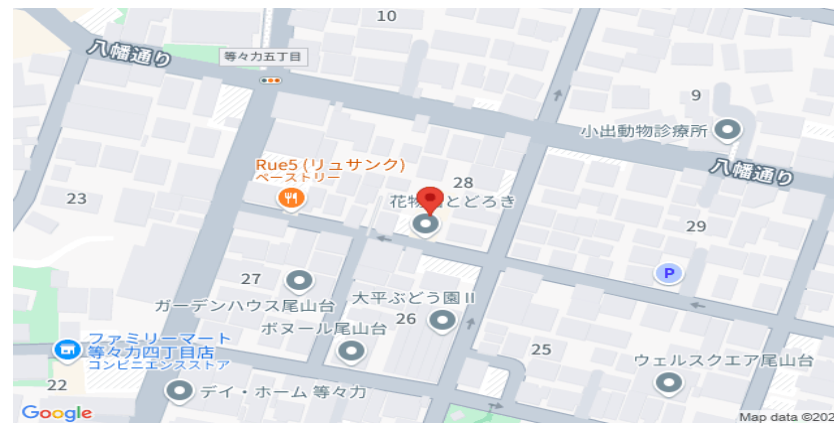 10
八幡通り
等々力五丁目
9
小出動物診療所
Rue5 (リュサンク)
ペーストリー
八幡通り
28
23
花物
とどろき
29
P
27
ガーデンハウス尾山台
大平ぶどう園Ⅱ
26
ボヌール尾山台
ファミリーマート
等々力四丁目店
コンビニエンスストア
25
ウェルスクエア尾山台
22
デイ・ホーム 等々力
Google
Map data ©202